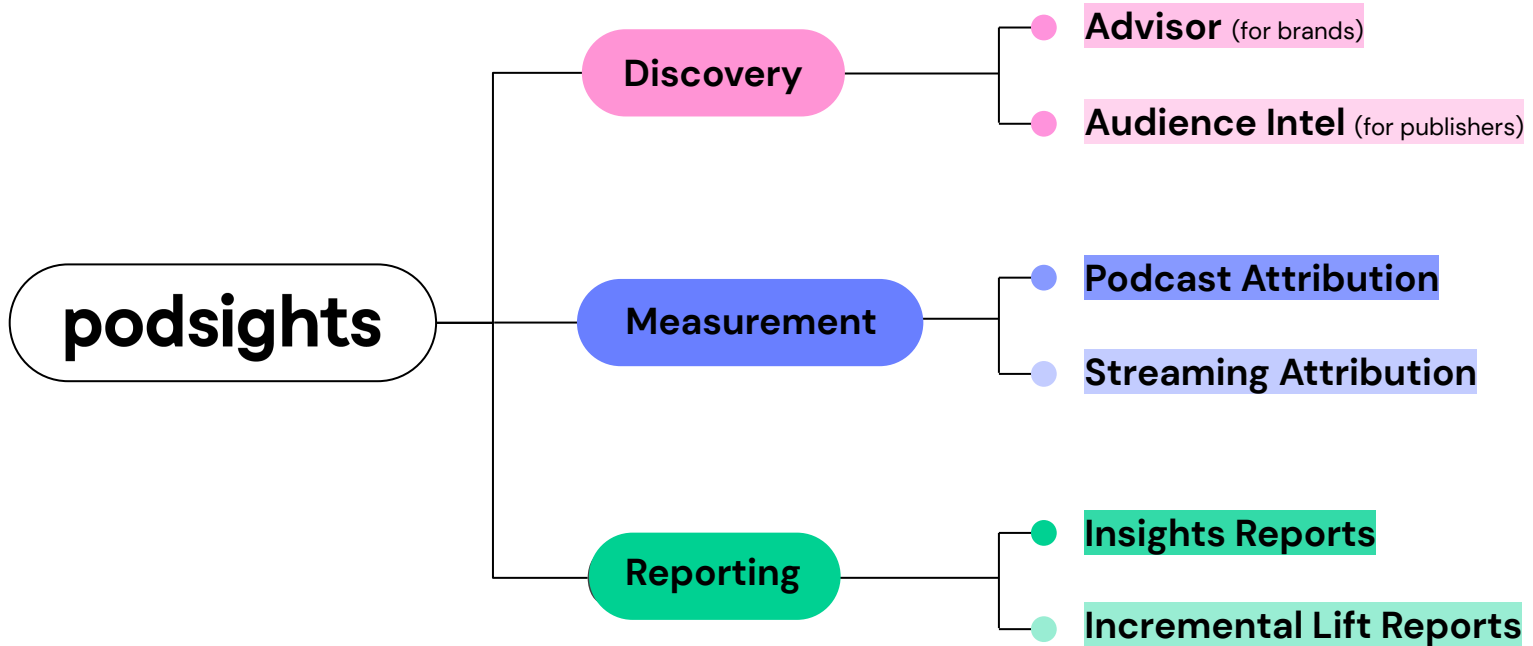 podsights
Discovery
Advisor (for brands)
Audience Intel (for publishers)
Measurement
Podcast Attribution
Streaming Attribution
Reporting
Insights Reports
Incremental Lift Reports